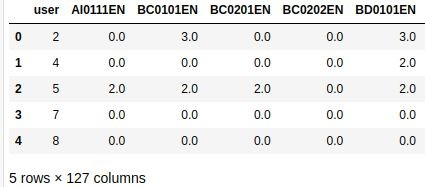 user AI0111EN BC0101EN BC0201EN BC0202EN BD0101EN
0 2 0.0 3.0 0.0 0.0 3.0
1 4 0.0 0.0 0.0 0.0 2.0
2 5 2.0 2.0 2.0 0.0 2.0
3 7 0.0 0.0 0.0 0.0 0.0
4 8 0.0 0.0 0.0 0.0 0.0
5 rows × 127 columns